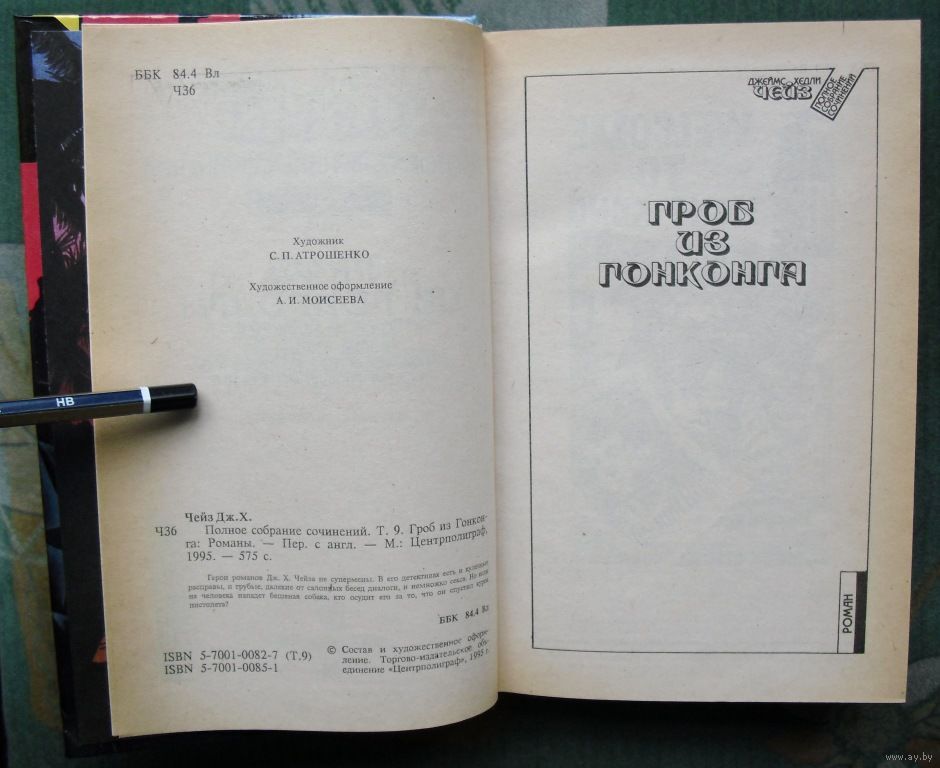 ББК 84.4 Вл
Ч36
Художник
С. П. АТРОШЕНКО
Художественное оформление
А. И. МОИСЕЕВА
HB
Чейз Дж.Х.
Ч36 Полное собрание сочинений. Т. 9. Гроб из Гонкон-
га: Романы. — Пер. с англ. — М.: Центрполиграф,
1995. — 575 с.
Герои романов Дж. Х. Чейза не супермены. В его детективах есть и кулачные
расправы, и грубые, далекие от салонных бесед диалоги, и немножко секса. Но если
на человека нападет бешеная собака, кто осудит его за то, что он спустил курок
пистолета?
ББК 84.4 Вл
ISBN 5-7001-0082-7 (Т.9)
ISBN 5-7001-0085-1
© Состав и художественное оформ-
ление. Торгово-издательское объ-
единение «Центрполиграф», 1995 г.
ДЖЕЙМС ХЕДЛИ
ЧЕЙЗ
ПОЛНОЕ
СОБРАНИЕ
СОЧИНЕНИЙ
ГРОБ
ИЗ
ГОНКОНГА
РОМАН
www.ay.by